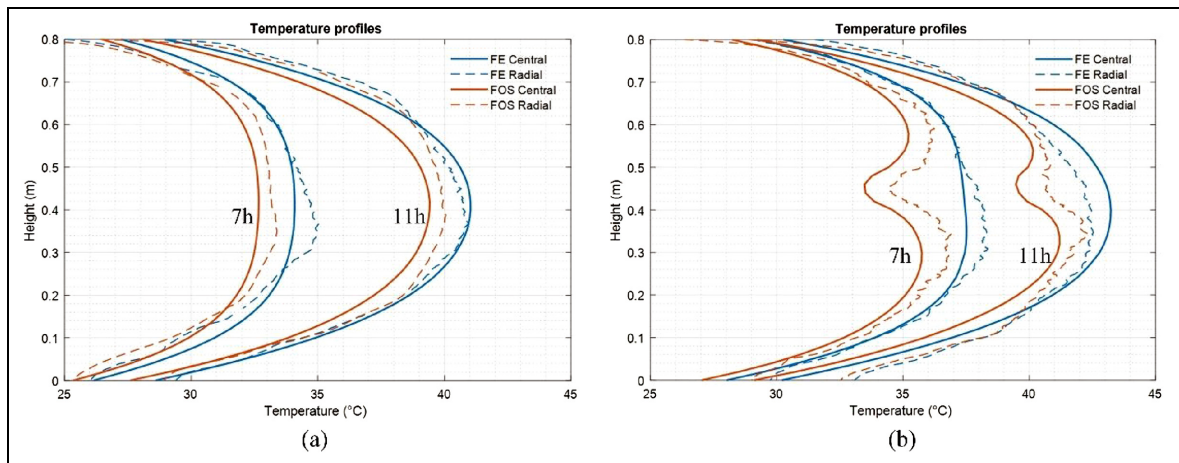 Temperature profiles
0.8
0.7
0.6
0.5
0.4
0.3
0.2
0.1
0
Height (m)
FE Central
FE Radial
FOS Central
FOS Radial
7h
11h
25
30
35
40
45
Temperature (°C)
(a)
Temperature profiles
0.8
0.7
0.6
0.5
0.4
0.3
0.2
0.1
0
Height (m)
FE Central
FE Radial
FOS Central
FOS Radial
7h
11h
25
30
35
40
45
Temperature (°C)
(b)